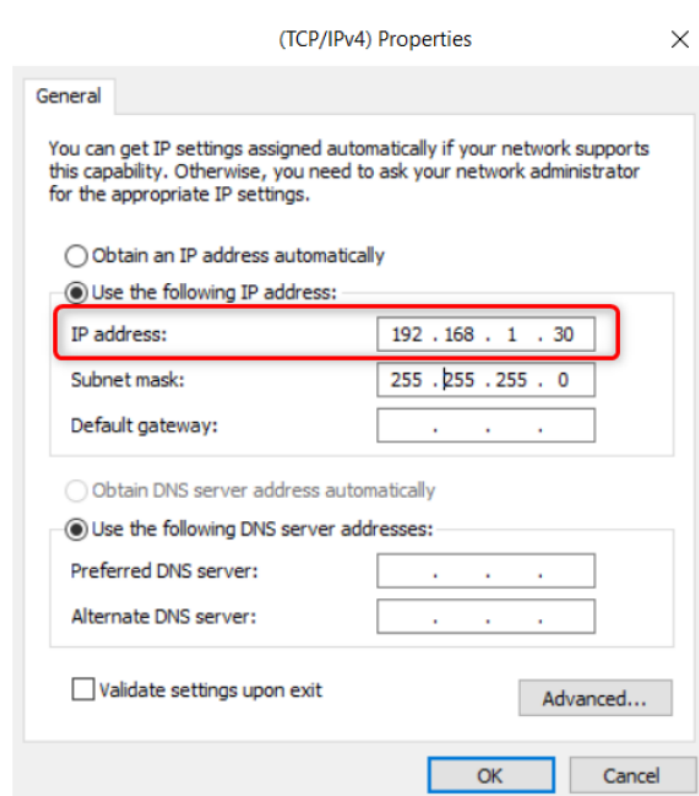 (TCP/IPv4) Properties
General
You can get IP settings assigned automatically if your network supports
this capability. Otherwise, you need to ask your network administrator
for the appropriate IP settings.
Obtain an IP address automatically
Use the following IP address:
IP address: 192 . 168 . 1 . 30
Subnet mask: 255 . 255 . 255 . 0
Default gateway: . . .
Obtain DNS server address automatically
Use the following DNS server addresses:
Preferred DNS server: . . .
Alternate DNS server: . . .
Validate settings upon exit
Advanced...
OK Cancel